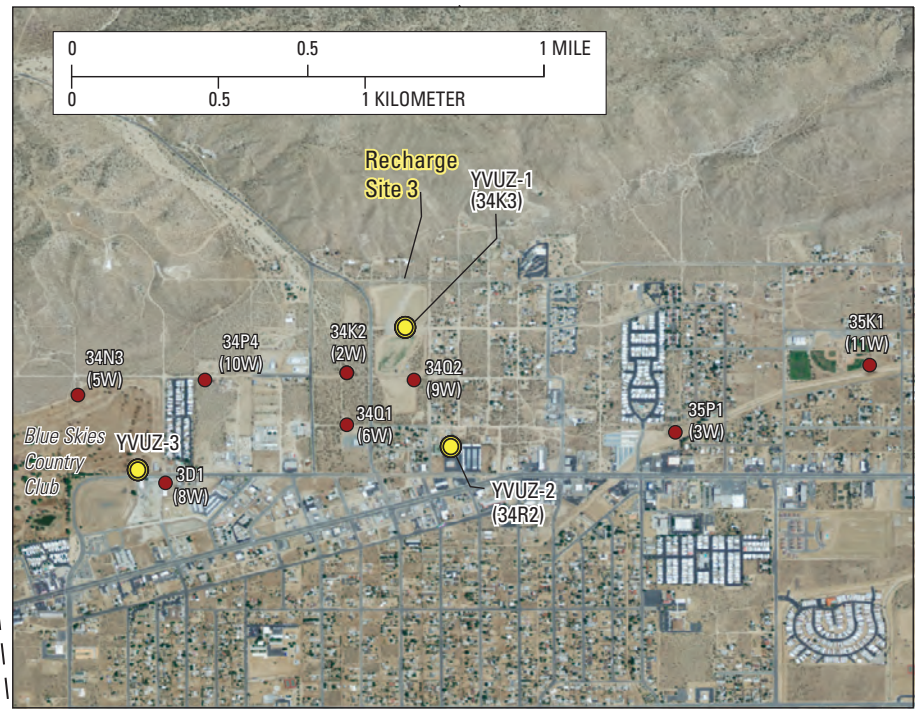 0 0.5 1 MILE
0 0.5 1 KILOMETER
Recharge
Site 3
YVUZ-1
(34K3)
34N3
(5W)
34P4
(10W)
34K2
(2W)
34Q2
(9W)
35K1
(11W)
34Q1
(6W)
35P1
(3W)
Blue Skies
Country
Club
YVUZ-3
3D1
(8W)
YVUZ-2
(34R2)